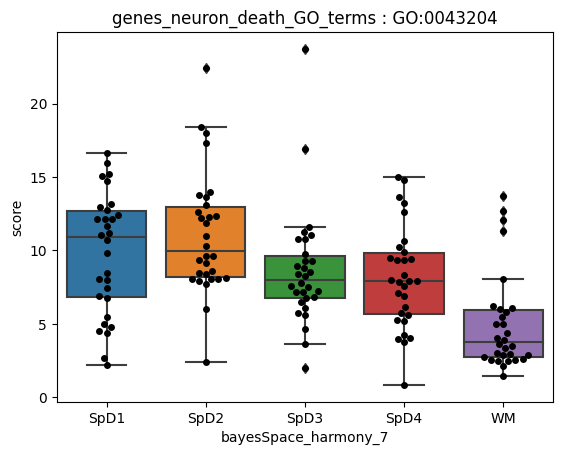 genes_neuron_death_GO_terms : GO:0043204
score
20
15
10
5
0
SpD1 SpD2 SpD3 SpD4 WM
bayesSpace_harmony_7